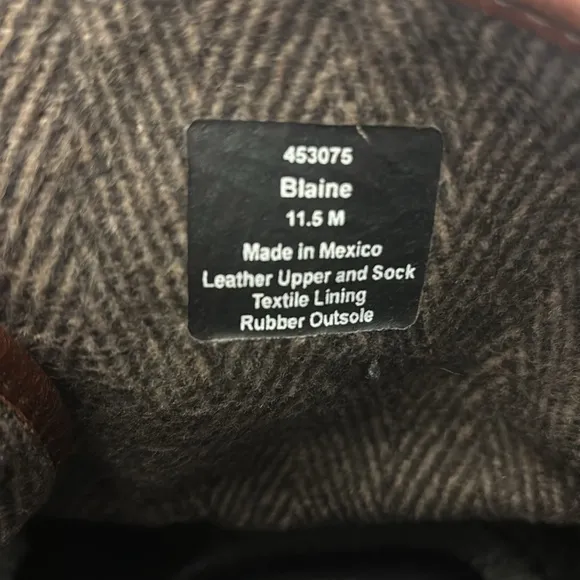 453075
Blaine
11.5 M
Made in Mexico
Leather Upper and Sock
Textile Lining
Rubber Outsole